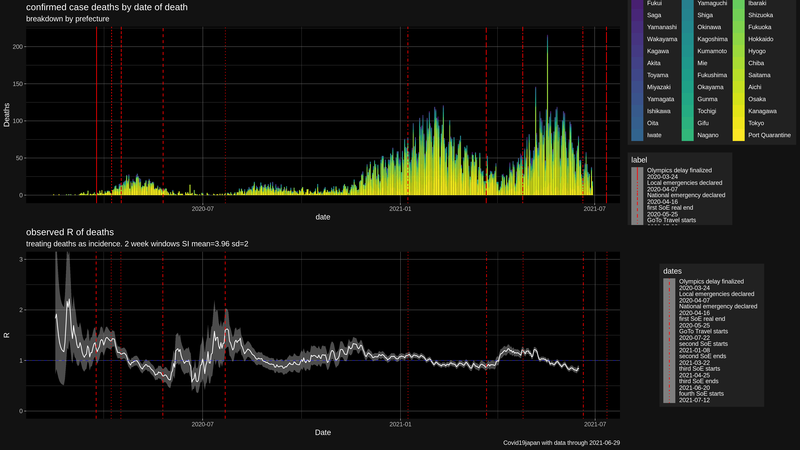 confirmed case deaths by date of death
breakdown by prefecture
200
150
100
50
0
Deaths
2020-07
2021-01
2021-07
date
Fukui
Saga
Yamanashi
Wakayama
Kagawa
Akita
Toyama
Miyazaki
Yamagata
Ishikawa
Oita
Iwate
Yamaguchi
Shiga
Okinawa
Kagoshima
Kumamoto
Mie
Fukushima
Okayama
Gunma
Tochigi
Gifu
Nagano
Ibaraki
Shizuoka
Fukuoka
Hokkaido
Hyogo
Chiba
Saitama
Aichi
Osaka
Kanagawa
Tokyo
Port Quarantine
label
Olympics delay finalized
2020-03-24
Local emergencies declared
2020-04-07
National emergency declared
2020-04-16
first SoE real end
2020-05-25
GoTo Travel starts
observed R of deaths
treating deaths as incidence. 2 week windows SI mean=3.96 sd=2
3
2
1
0
R
2020-07
2021-01
2021-07
Date
dates
Olympics delay finalized
2020-03-24
Local emergencies declared
2020-04-07
National emergency declared
2020-04-16
first SoE real end
2020-05-25
GoTo Travel starts
2020-07-22
second SoE starts
2021-01-08
second SoE ends
2021-03-22
third SoE starts
2021-04-25
third SoE ends
2021-06-20
fourth SoE starts
2021-07-12
Covid19japan with data through 2021-06-29